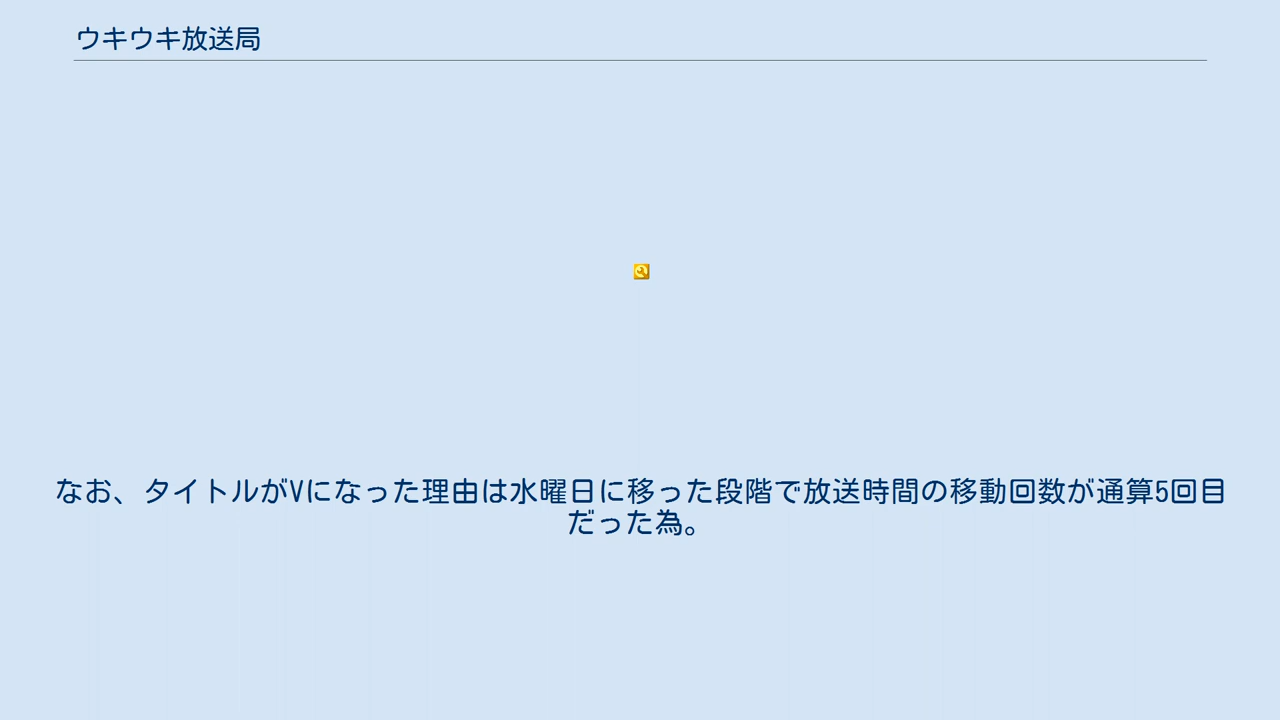 ウキウキ放送局
なお、タイトルがVになった理由は水曜日に移った段階で放送時間の移動回数が通算5回目
だった為。